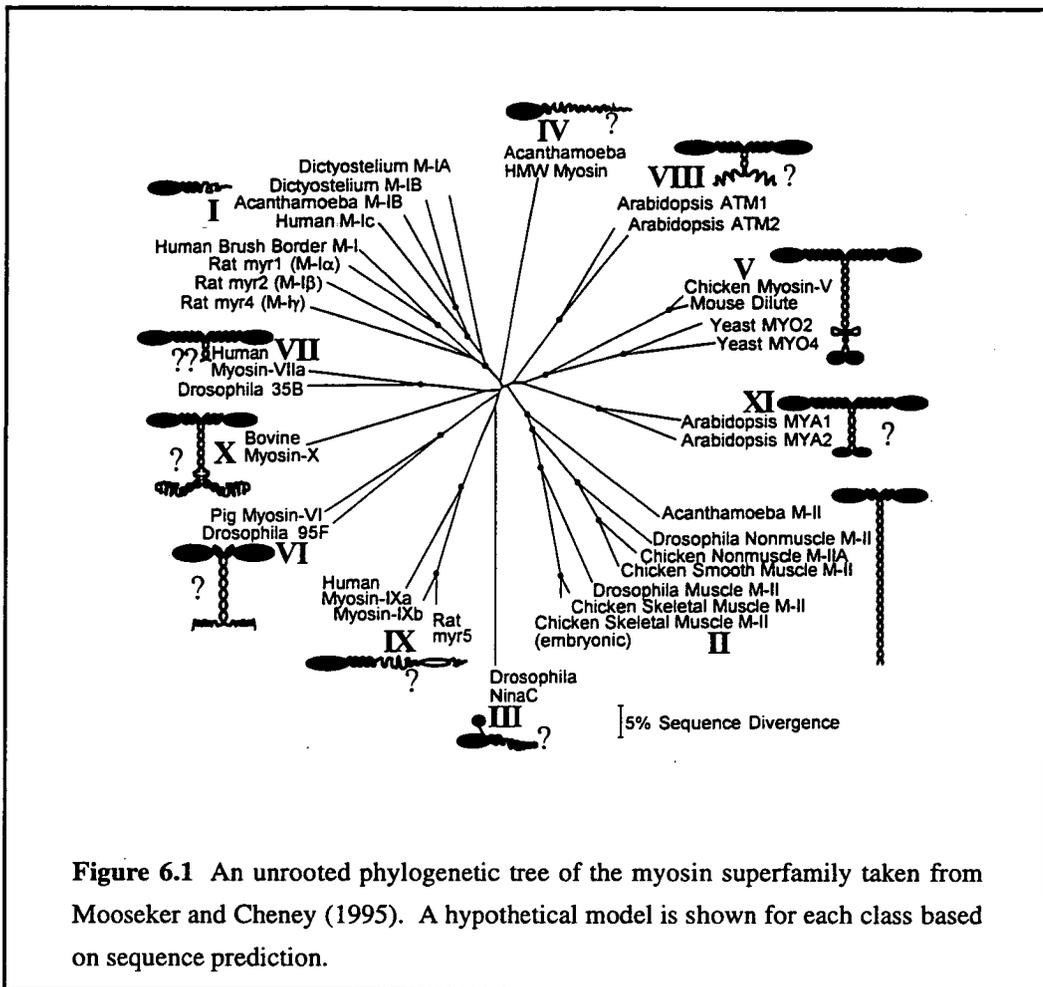 IV
?
Acanthamoeba
HMW Myosin
VIII
?
Arabidopsis ATM1
Arabidopsis ATM2
Dictyostelium M-IA
Dictyostelium M-IB
Acanthamoeba M-IB
Human M-Ic
I
Human Brush Border M-I
Rat myr1 (M-Iα)
Rat myr2 (M-Iβ)
Rat myr4 (M-Iγ)
V
Chicken Myosin-V
Mouse Dilute
Yeast MYO2
Yeast MYO4
??
VII
Human
Myosin-VIIa
Drosophila 35B
XI
?
Arabidopsis MYA1
Arabidopsis MYA2
?
X
Bovine
Myosin-X
Pig Myosin-VI
Drosophila 95F
VI
?
Acanthamoeba M-II
Drosophila Nonmuscle M-II
Chicken Nonmuscle M-IIA
Chicken Smooth Muscle M-II
Drosophila Muscle M-II
Chicken Skeletal Muscle M-II
Chicken Skeletal Muscle M-II
(embryonic)
II
Human
Myosin-IXa
Myosin-IXb
Rat
myr5
IX
?
Drosophila
NinaC
III
?
5% Sequence Divergence
Figure 6.1 An unrooted phylogenetic tree of the myosin superfamily taken from
Mooseker and Cheney (1995). A hypothetical model is shown for each class based
on sequence prediction.